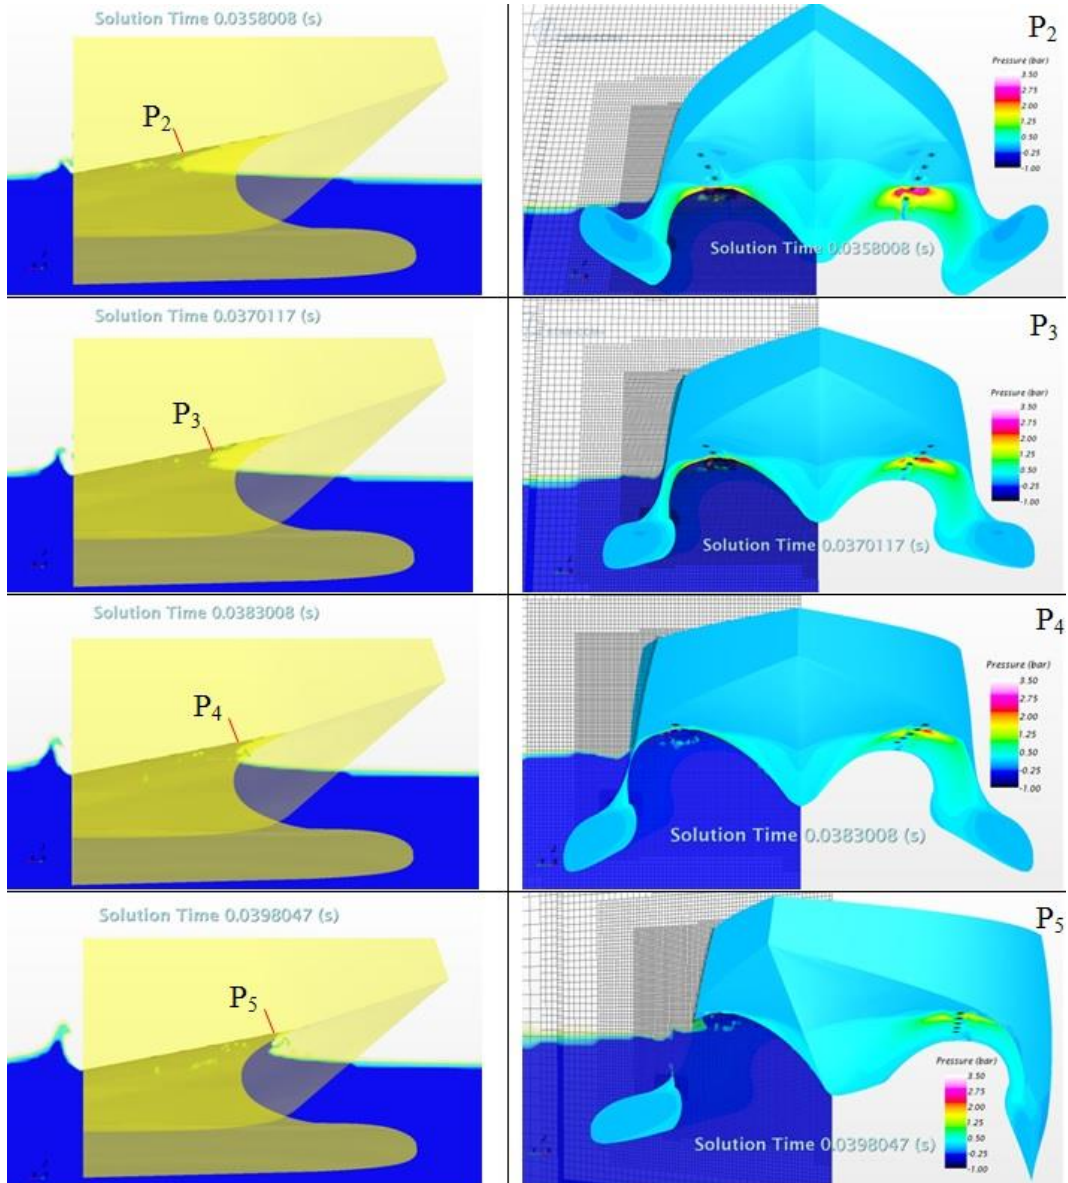 Solution Time 0.0358008 (s)
P2
P2
Pressure (bar)
3.50
2.75
2.00
1.25
0.50
-0.25
-1.00
Solution Time 0.0358008 (s)
Solution Time 0.0370117 (s)
P3
P3
Pressure (bar)
3.50
2.75
2.00
1.25
0.50
-0.25
-1.00
Solution Time 0.0370117 (s)
Solution Time 0.0383008 (s)
P4
P4
Pressure (bar)
3.50
2.75
2.00
1.25
0.50
-0.25
-1.00
Solution Time 0.0383008 (s)
Solution Time 0.0398047 (s)
P5
P5
Pressure (bar)
3.50
2.75
2.00
1.25
0.50
-0.25
-1.00
Solution Time 0.0398047 (s)